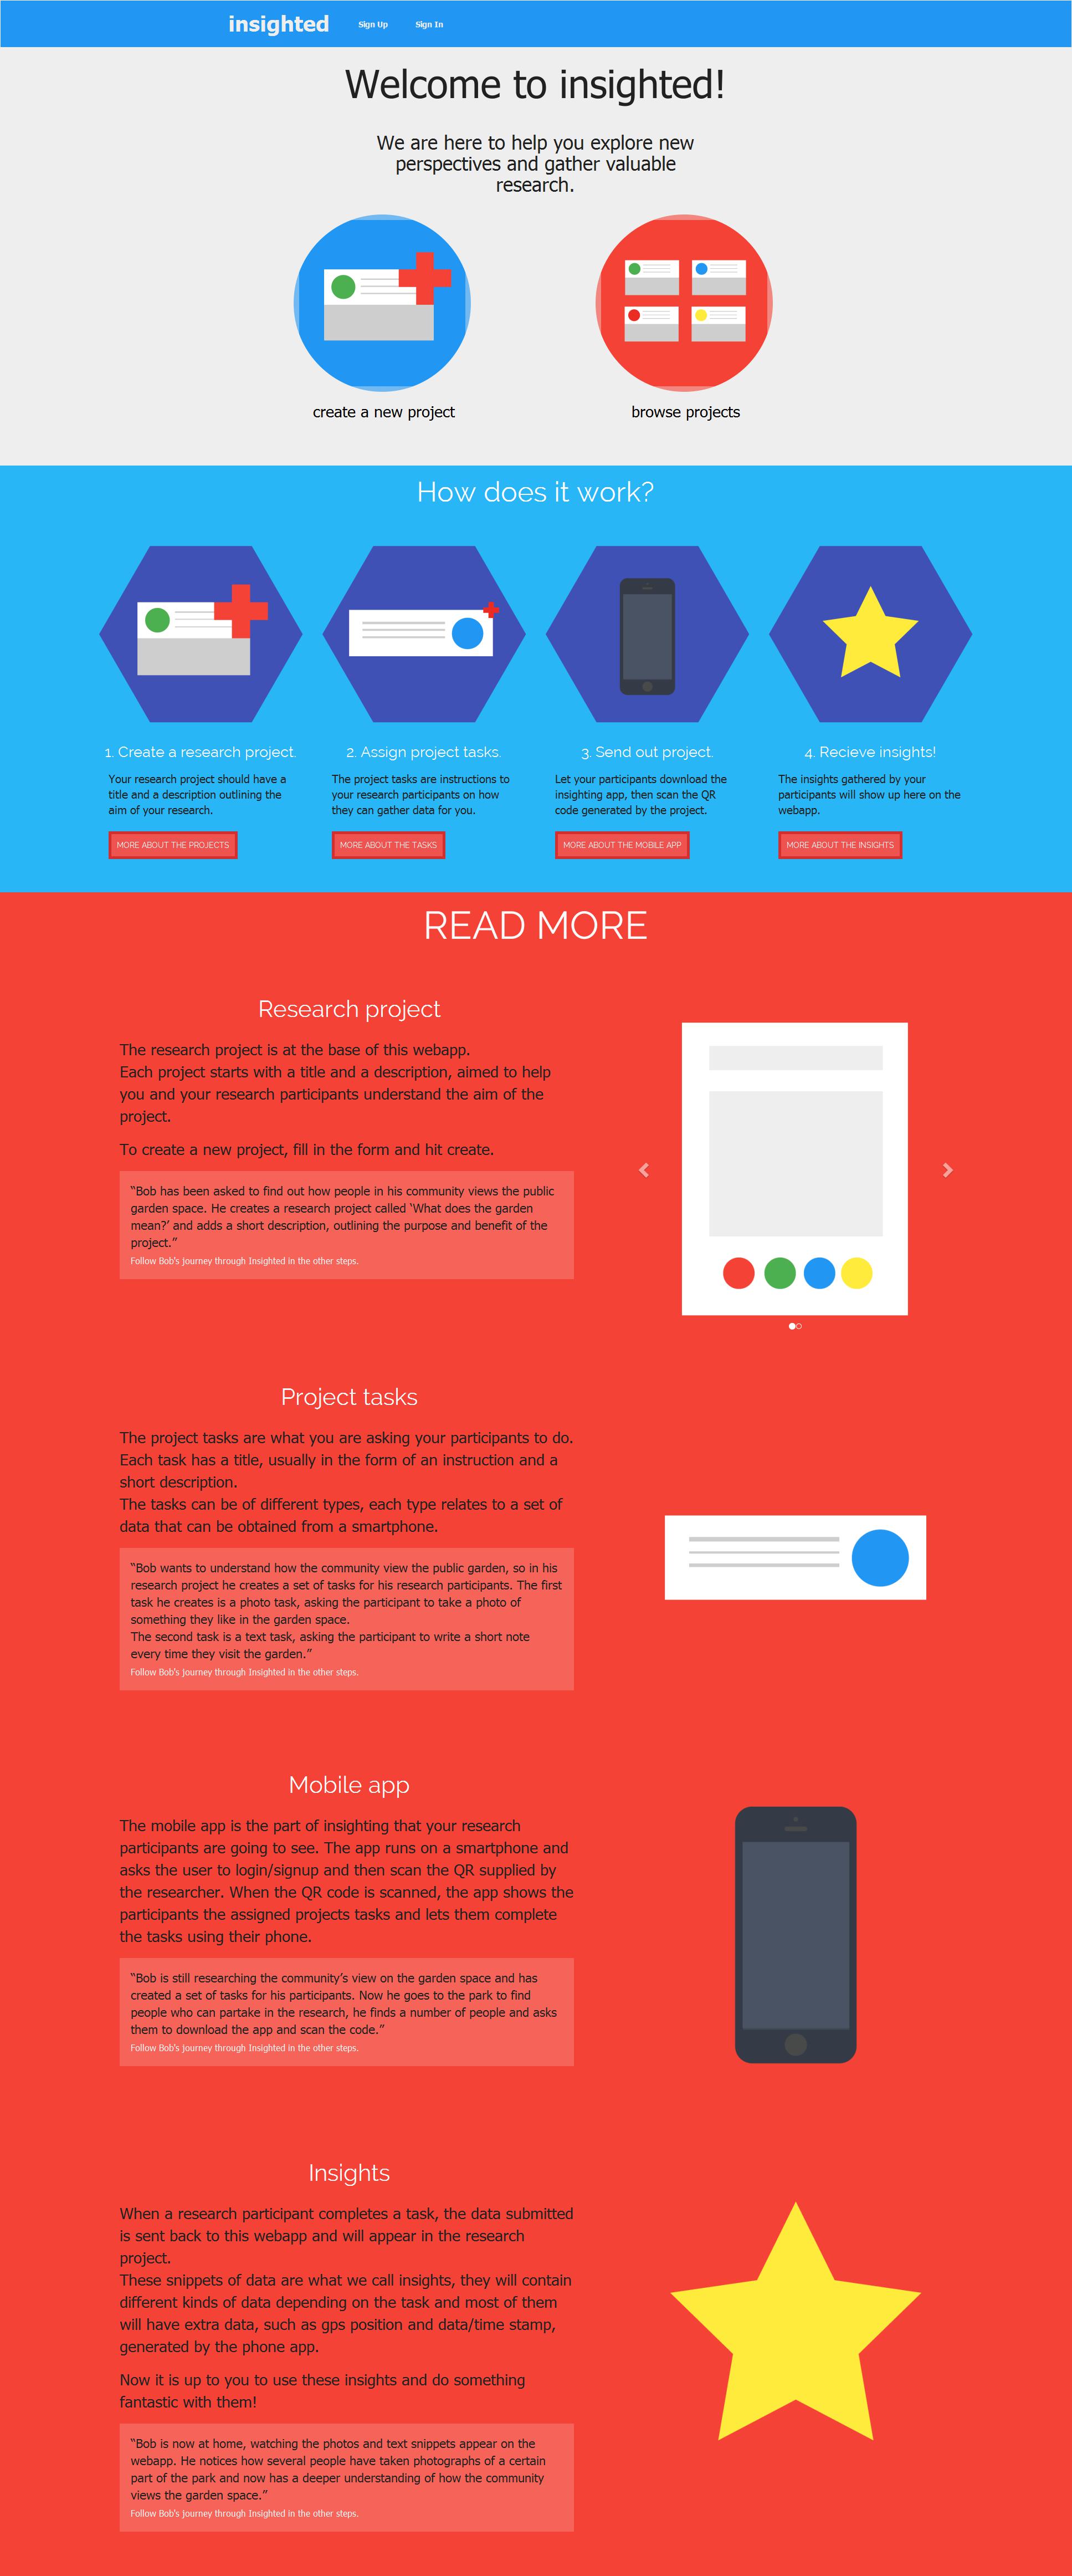 insighted
Sign Up
Sign In
Welcome to insighted!
We are here to help you explore new
perspectives and gather valuable
research.
create a new project
browse projects
How does it work?
1. Create a research project.
Your research project should have a
title and a description outlining the
aim of your research.
MORE ABOUT THE PROJECTS
2. Assign project tasks.
The project tasks are instructions to
your research participants on how
they can gather data for you.
MORE ABOUT THE TASKS
3. Send out project.
Let your participants download the
insighting app, then scan the QR
code generated by the project.
MORE ABOUT THE MOBILE APP
4. Recieve insights!
The insights gathered by your
participants will show up here on the
webapp.
MORE ABOUT THE INSIGHTS
READ MORE
Research project
The research project is at the base of this webapp.
Each project starts with a title and a description, aimed to help
you and your research participants understand the aim of the
project.
To create a new project, fill in the form and hit create.
“Bob has been asked to find out how people in his community views the public
garden space. He creates a research project called ‘What does the garden
mean?’ and adds a short description, outlining the purpose and benefit of the
project.”
Follow Bob's journey through Insighted in the other steps.
Project tasks
The project tasks are what you are asking your participants to do.
Each task has a title, usually in the form of an instruction and a
short description.
The tasks can be of different types, each type relates to a set of
data that can be obtained from a smartphone.
“Bob wants to understand how the community view the public garden, so in his
research project he creates a set of tasks for his research participants. The first
task he creates is a photo task, asking the participant to take a photo of
something they like in the garden space.
The second task is a text task, asking the participant to write a short note
every time they visit the garden.”
Follow Bob's journey through Insighted in the other steps.
Mobile app
The mobile app is the part of insighting that your research
participants are going to see. The app runs on a smartphone and
asks the user to login/signup and then scan the QR supplied by
the researcher. When the QR code is scanned, the app shows the
participants the assigned projects tasks and lets them complete
the tasks using their phone.
“Bob is still researching the community’s view on the garden space and has
created a set of tasks for his participants. Now he goes to the park to find
people who can partake in the research, he finds a number of people and asks
them to download the app and scan the code.”
Follow Bob's journey through Insighted in the other steps.
Insights
When a research participant completes a task, the data submitted
is sent back to this webapp and will appear in the research
project.
These snippets of data are what we call insights, they will contain
different kinds of data depending on the task and most of them
will have extra data, such as gps position and data/time stamp,
generated by the phone app.
Now it is up to you to use these insights and do something
fantastic with them!
“Bob is now at home, watching the photos and text snippets appear on the
webapp. He notices how several people have taken photographs of a certain
part of the park and now has a deeper understanding of how the community
views the garden space.”
Follow Bob's journey through Insighted in the other steps.